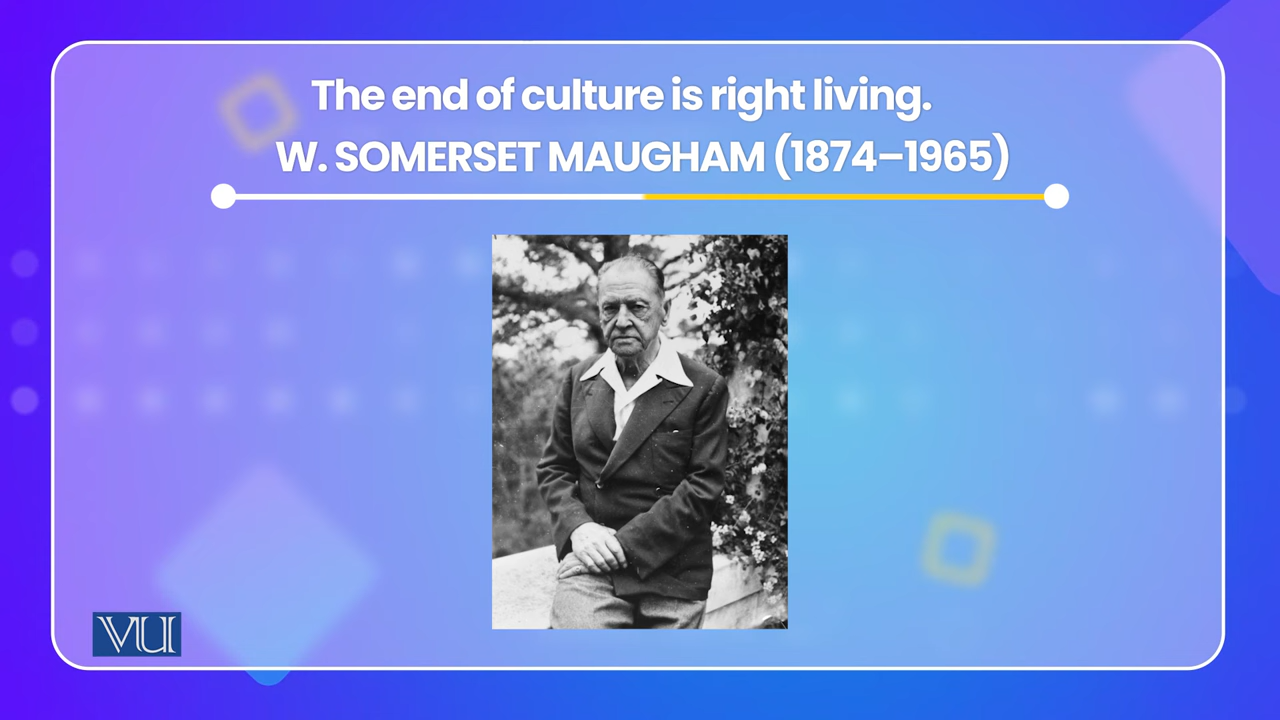 The end of culture is right living.
W. SOMERSET MAUGHAM (1874–1965)
VU